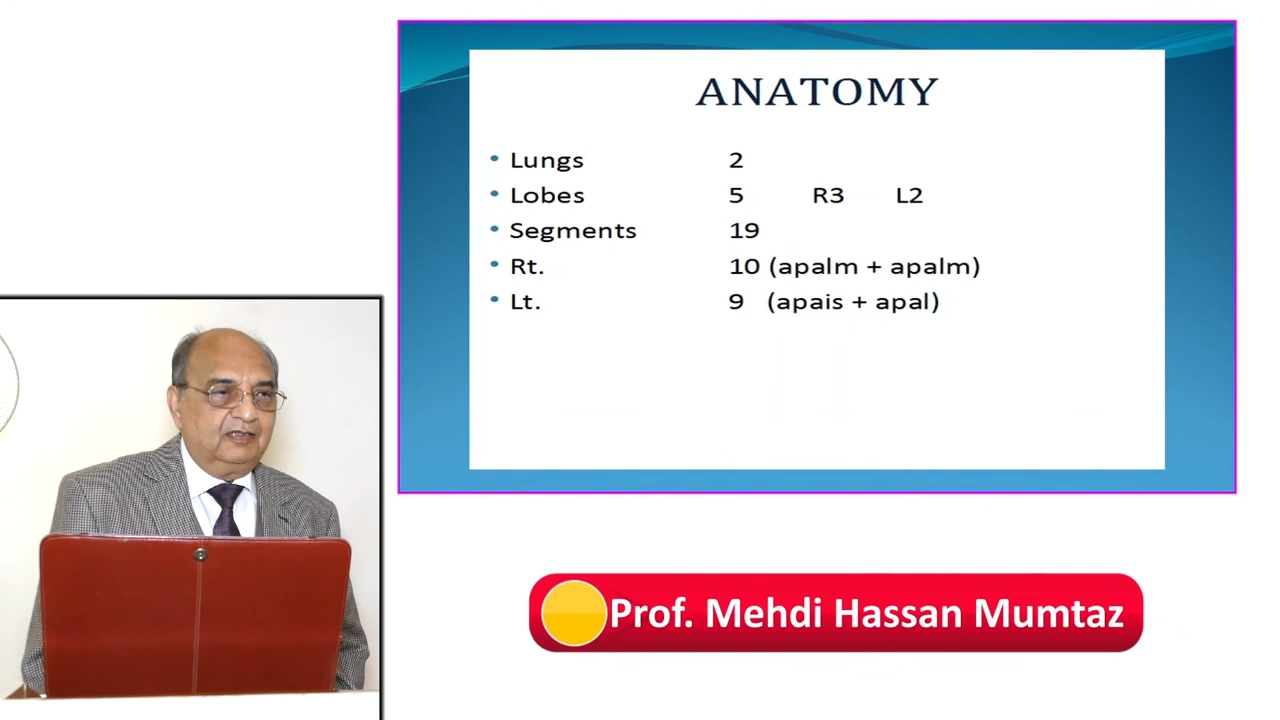 ANATOMY
• Lungs 2
• Lobes 5 R3 L2
• Segments 19
• Rt. 10 (apalm + apalm)
• Lt. 9 (apais + apal)
Prof. Mehdi Hassan Mumtaz